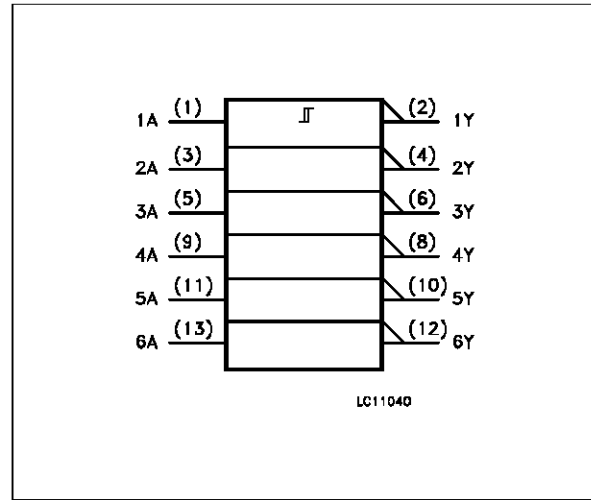 1A (1) (2) 1Y
2A (3) (4) 2Y
3A (5) (6) 3Y
4A (9) (8) 4Y
5A (11) (10) 5Y
6A (13) (12) 6Y
LC11040